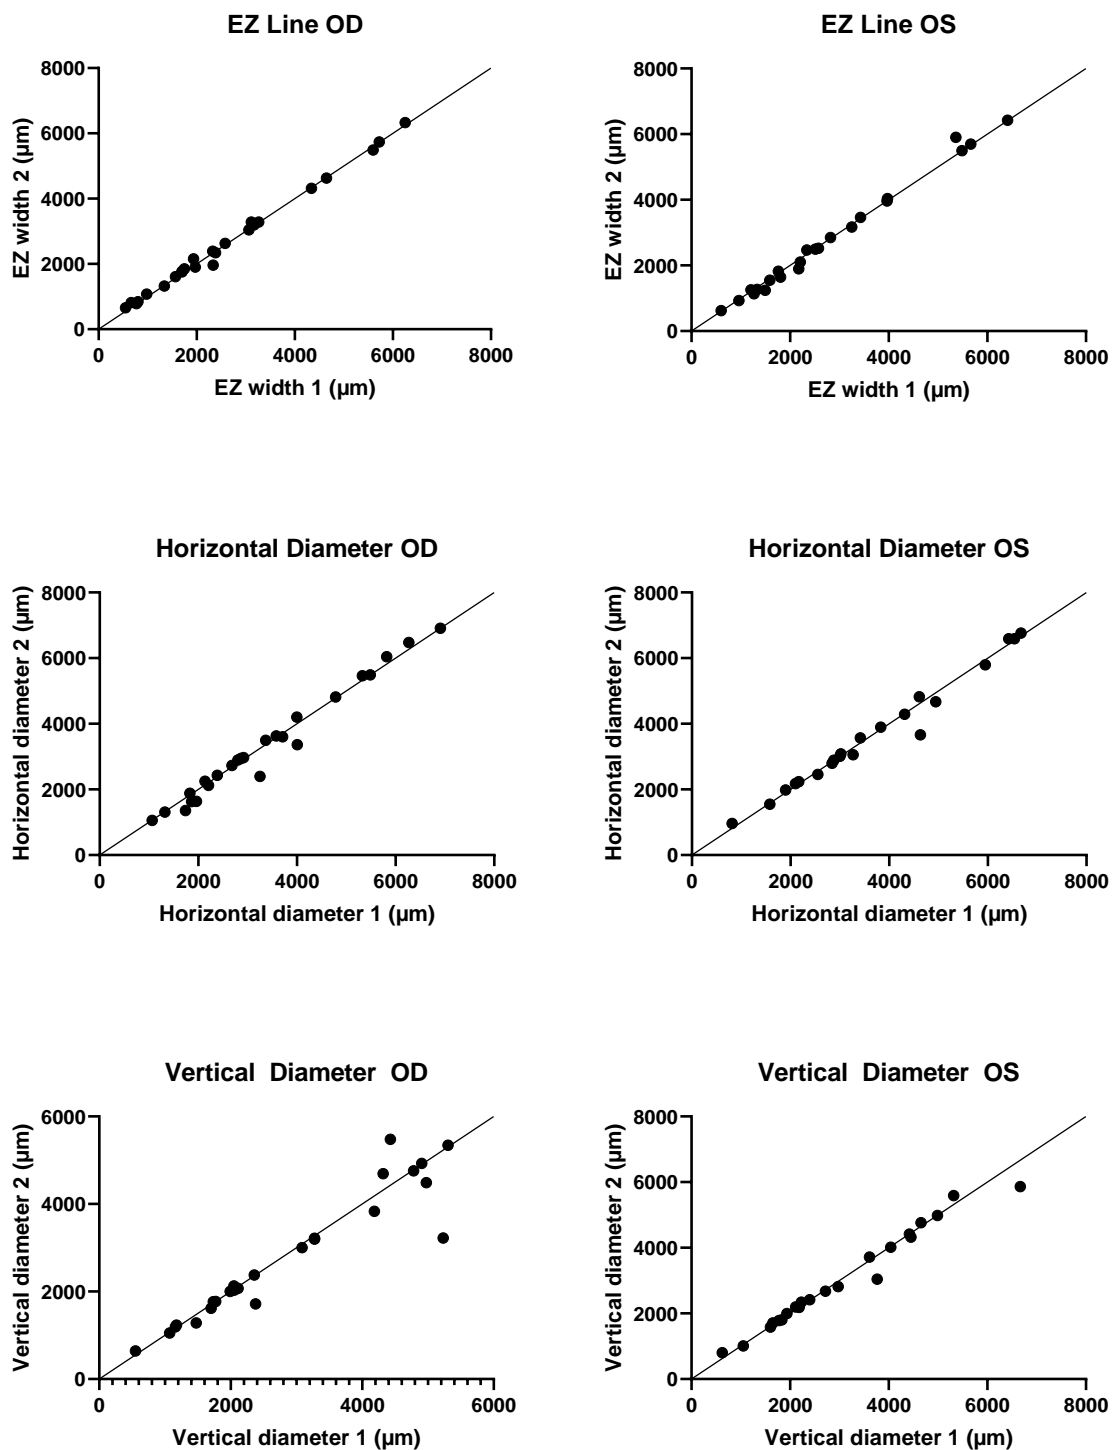 EZ Line OD
8000
6000
4000
2000
0
EZ width 2 (µm)
0 2000 4000 6000 8000
EZ width 1 (µm)
EZ Line OS
8000
6000
4000
2000
0
EZ width 2 (µm)
0 2000 4000 6000 8000
EZ width 1 (µm)
Horizontal Diameter OD
8000
6000
4000
2000
0
Horizontal diameter 2 (µm)
0 2000 4000 6000 8000
Horizontal diameter 1 (µm)
Horizontal Diameter OS
8000
6000
4000
2000
0
Horizontal diameter 2 (µm)
0 2000 4000 6000 8000
Horizontal diameter 1 (µm)
Vertical Diameter OD
6000
4000
2000
0
Vertical diameter 2 (µm)
0 2000 4000 6000
Vertical diameter 1 (µm)
Vertical Diameter OS
8000
6000
4000
2000
0
Vertical diameter 2 (µm)
0 2000 4000 6000 8000
Vertical diameter 1 (µm)